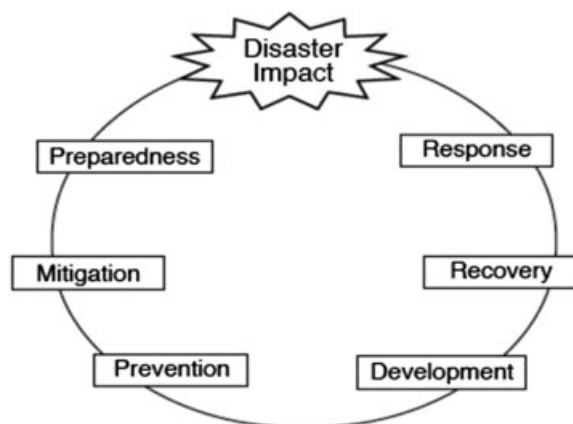 Disaster
Impact
Preparedness
Response
Mitigation
Recovery
Prevention
Development